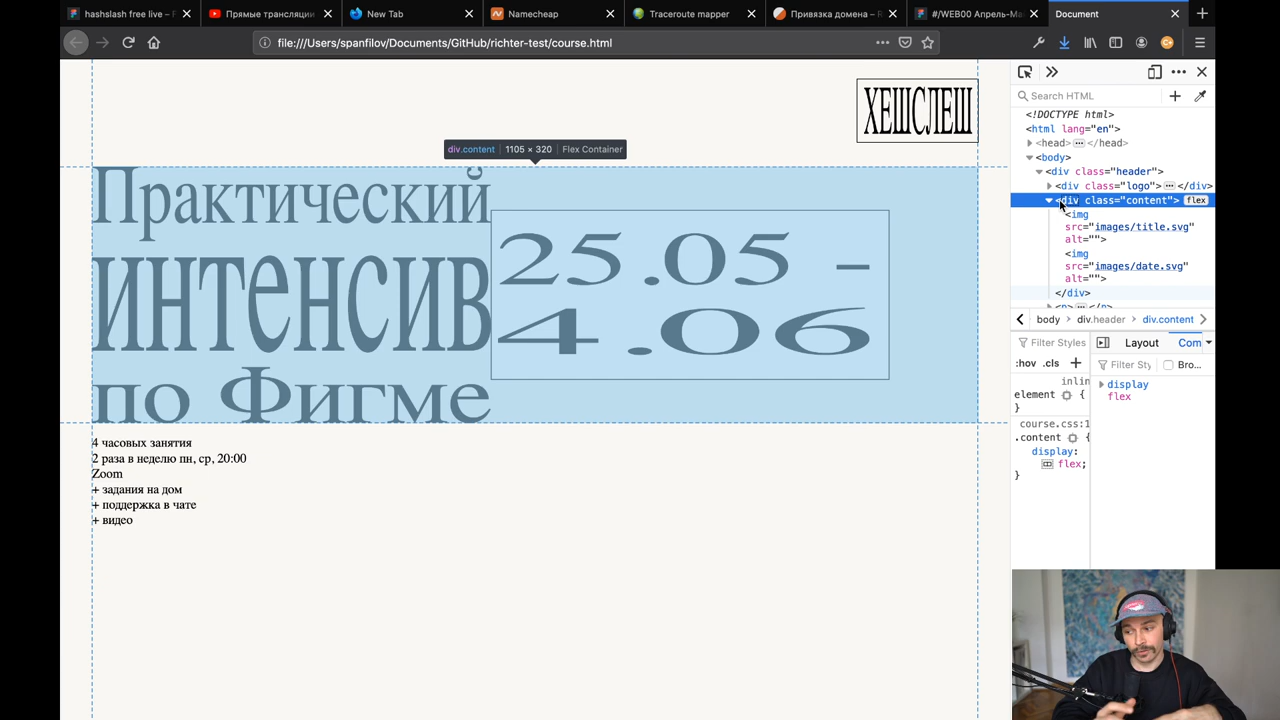 hashslash free live – F
Прямые трансляции
New Tab
Namecheap
Traceroute mapper
Привязка домена – R
#/WEB00 Апрель-Ма
Document
file:///Users/spanfilov/Documents/GitHub/richter-test/course.html
ХЕШСЛЕШ
div.content | 1105 × 320 | Flex Container
Практический
интенсив
по Фигме
25.05 –
4.06
4 часовых занятия
2 раза в неделю пн, ср, 20:00
Zoom
+ задания на дом
+ поддержка в чате
+ видео
Search HTML
<!DOCTYPE html>
<html lang="en">
<head> ··· </head>
<body>
<div class="header">
<div class="logo"> ··· </div>
<div class="content"> flex
<img
src="images/title.svg"
alt="">
<img
src="images/date.svg"
alt="">
</div>
<p> ··· </p>
body > div.header > div.content
Filter Styles
:hov .cls +
inlin
element {
}
course.css:1
.content {
display:
flex;
}
Layout Com
Filter Sty Bro...
display
flex